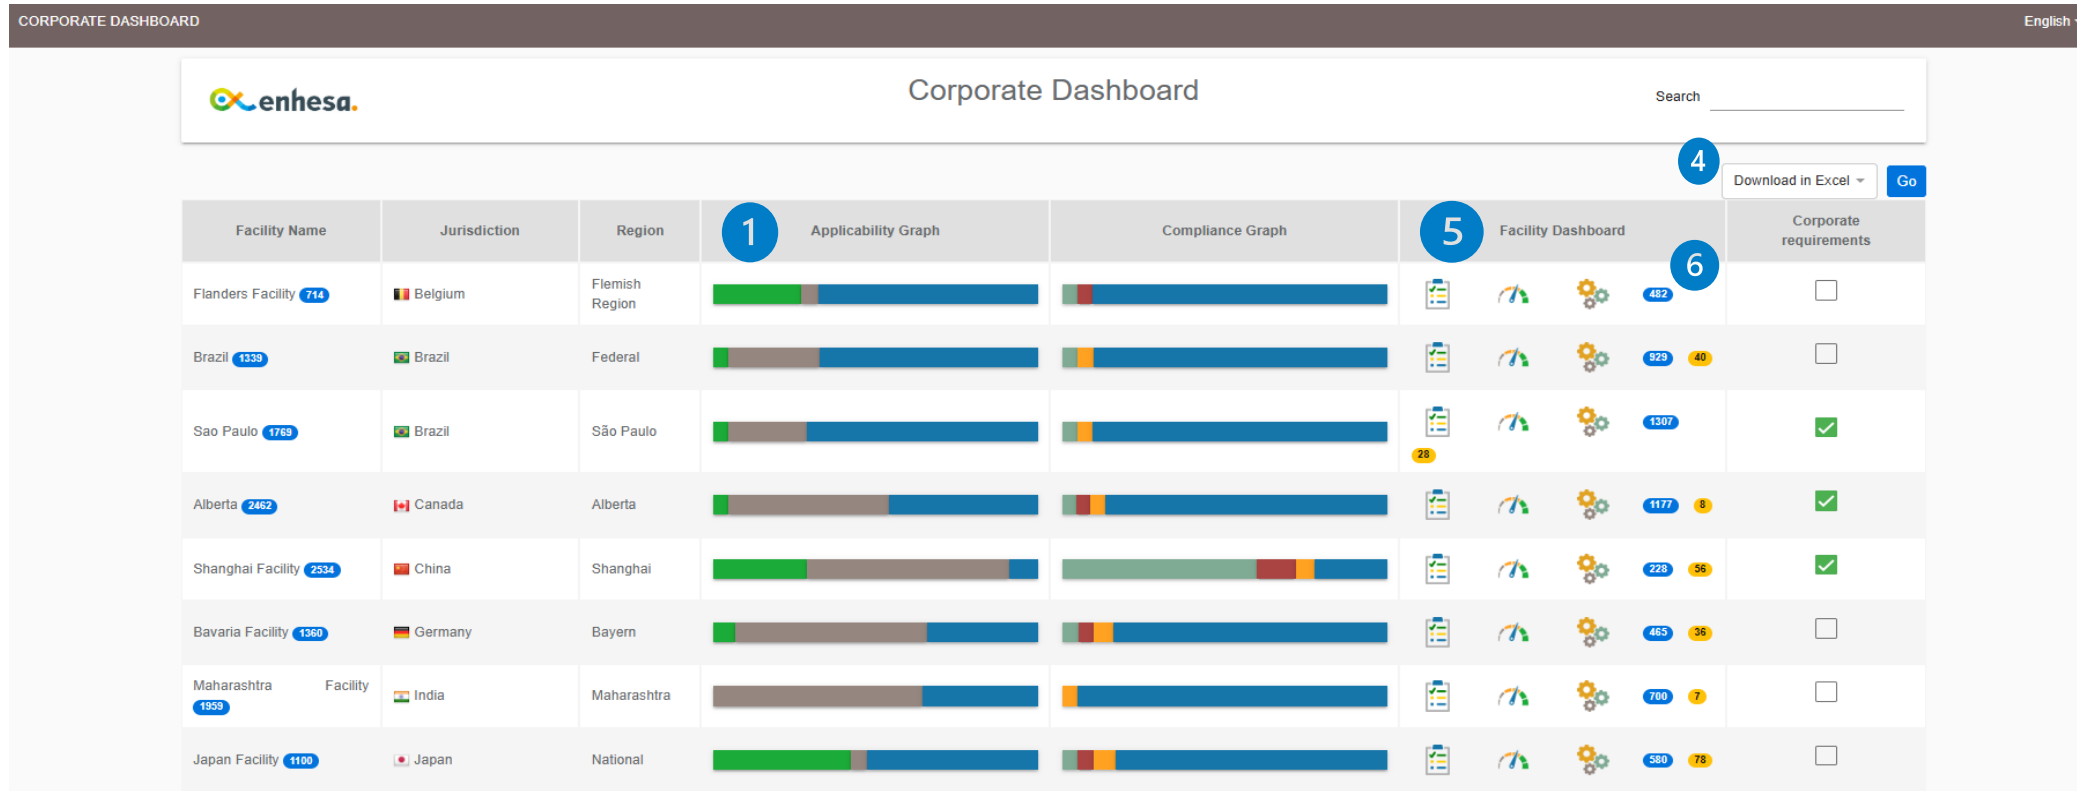 CORPORATE DASHBOARD
English
enhesa.
Corporate Dashboard
Search
4
Download in Excel
Go
Facility Name
Jurisdiction
Region
1
Applicability Graph
Compliance Graph
5
Facility Dashboard
Corporate
requirements
6
Flanders Facility 714
Belgium
Flemish
Region
482
Brazil 1339
Brazil
Federal
929 40
Sao Paulo 1769
Brazil
São Paulo
1307
28
Alberta 2462
Canada
Alberta
1177 8
Shanghai Facility 2534
China
Shanghai
228 56
Bavaria Facility 1360
Germany
Bayern
465 36
Maharashtra Facility
1959
India
Maharashtra
700 7
Japan Facility 1100
Japan
National
580 78